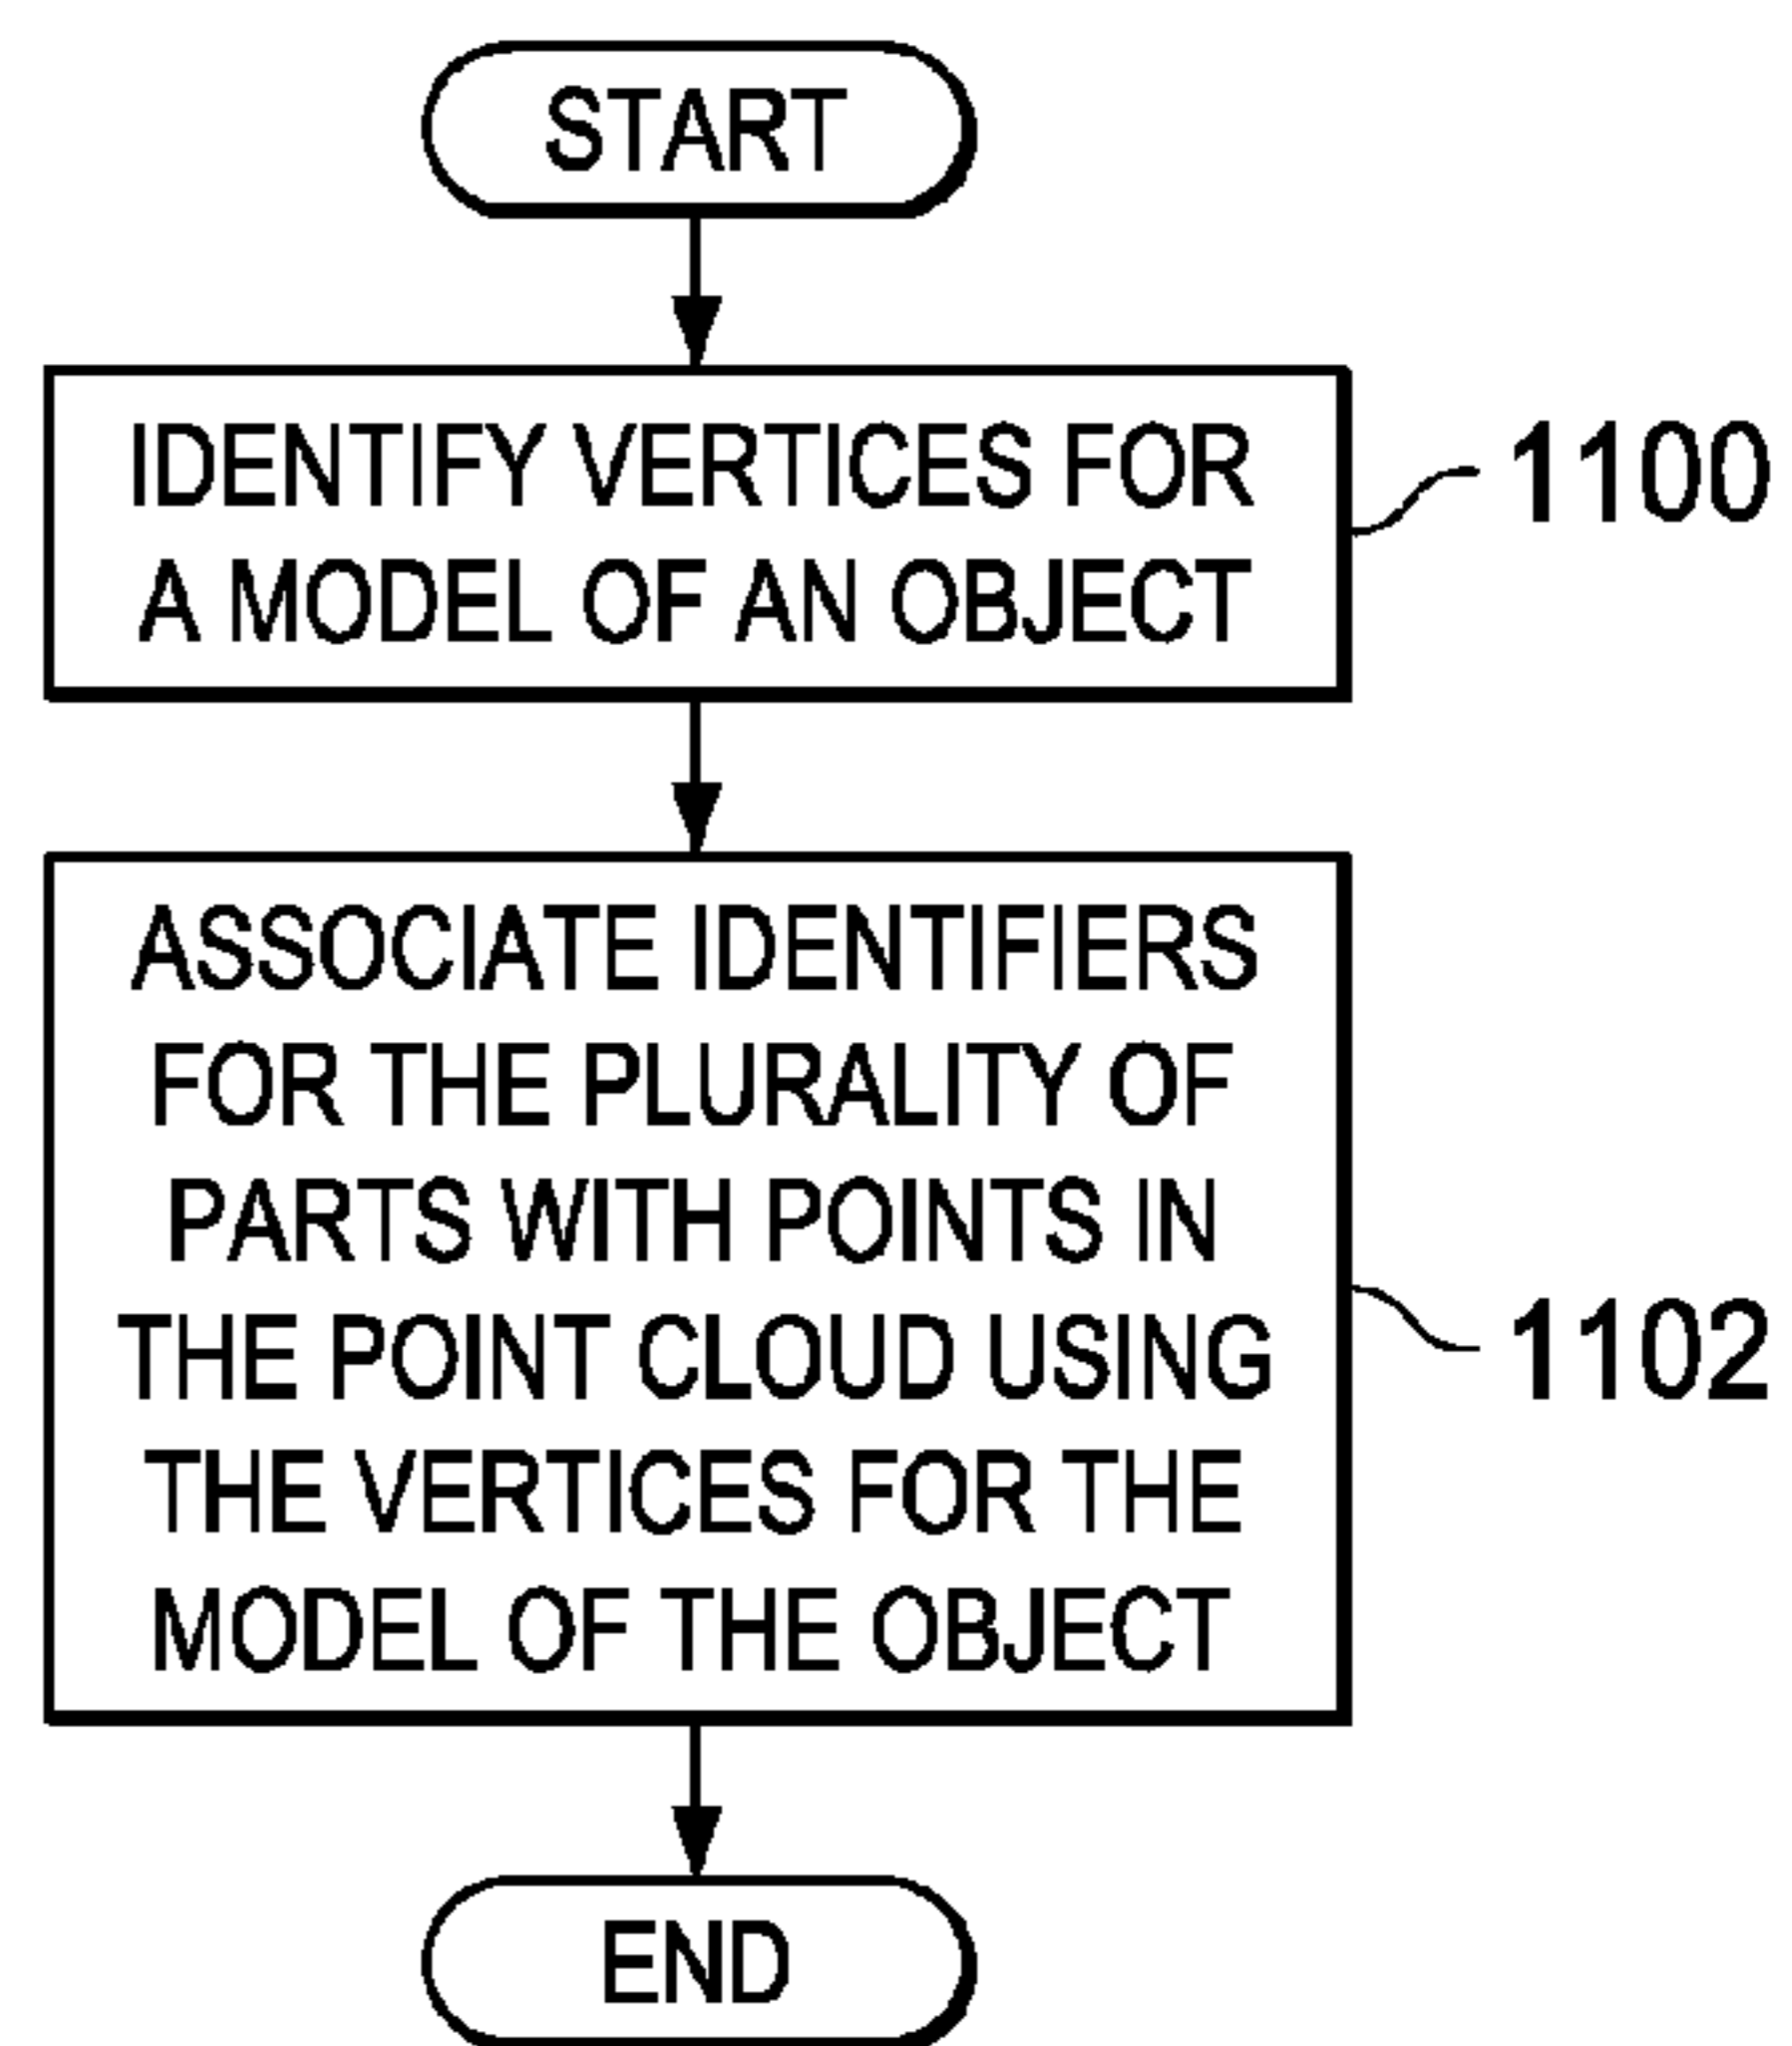 START
IDENTIFY VERTICES FOR
A MODEL OF AN OBJECT
1100
ASSOCIATE IDENTIFIERS
FOR THE PLURALITY OF
PARTS WITH POINTS IN
THE POINT CLOUD USING
THE VERTICES FOR THE
MODEL OF THE OBJECT
1102
END